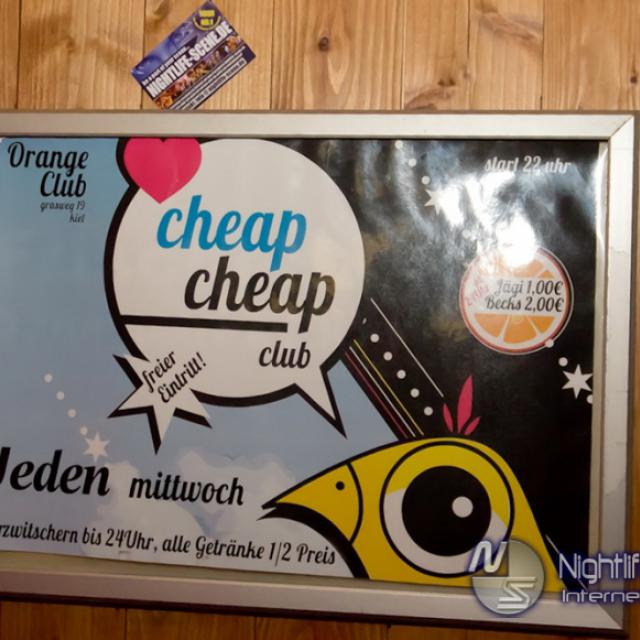 NIGHTLIFE-SCENE.DE
Orange
Club
grasweg 19
kiel
start 22 uhr
cheap
cheap
club
freier
Eintritt!
Jägi 1,00€
Becks 2,00€
Jeden mittwoch
rzwitschern bis 24Uhr, alle Getränke 1/2 Preis
NS
Nightlif
Interne